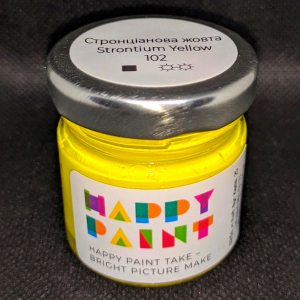 Стронціанова жовта
Strontium Yellow
102
HAPPY
PAINT
HAPPY PAINT TAKE –
BRIGHT PICTURE MAKE